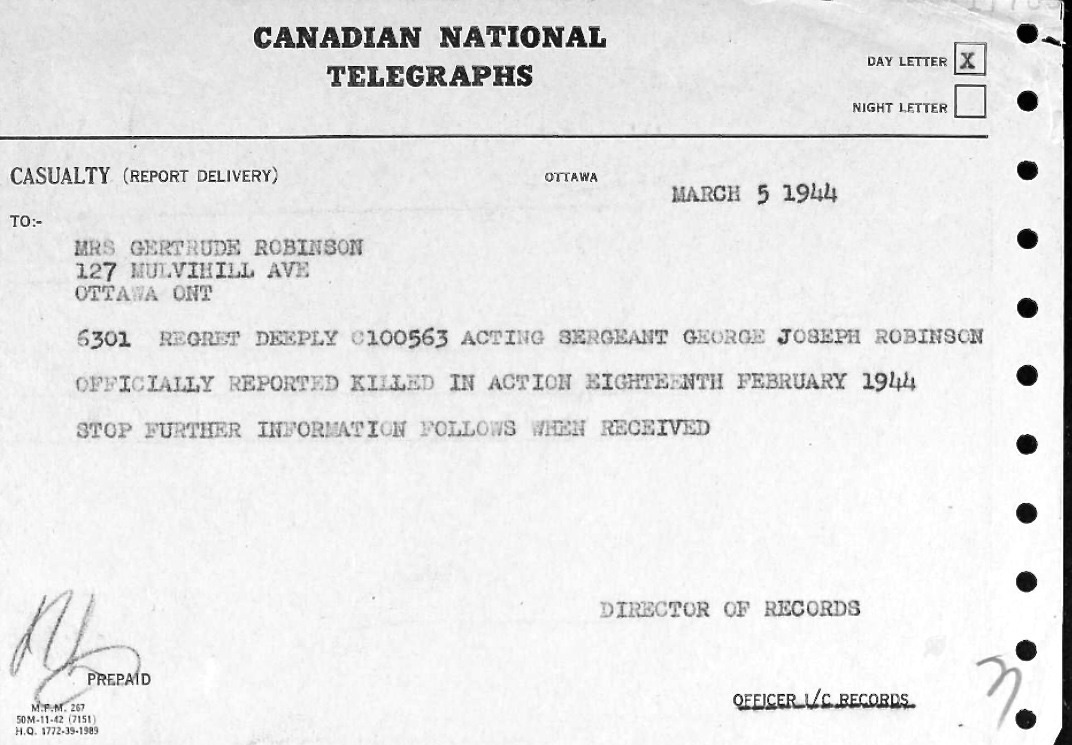 CANADIAN NATIONAL
TELEGRAPHS
DAY LETTER X
NIGHT LETTER
CASUALTY (REPORT DELIVERY)
OTTAWA
MARCH 5 1944
TO:-
MRS GERTRUDE ROBINSON
127 MULVIHILL AVE
OTTAWA ONT
6301 REGRET DEEPLY C100563 ACTING SERGEANT GEORGE JOSEPH ROBINSON
OFFICIALLY REPORTED KILLED IN ACTION EIGHTEENTH FEBRUARY 1944
STOP FURTHER INFORMATION FOLLOWS WHEN RECEIVED
DIRECTOR OF RECORDS
PREPAID
OFFICER I/C RECORDS
M.F.M. 267
50M-11-42 (7151)
H.Q. 1772-39-1989